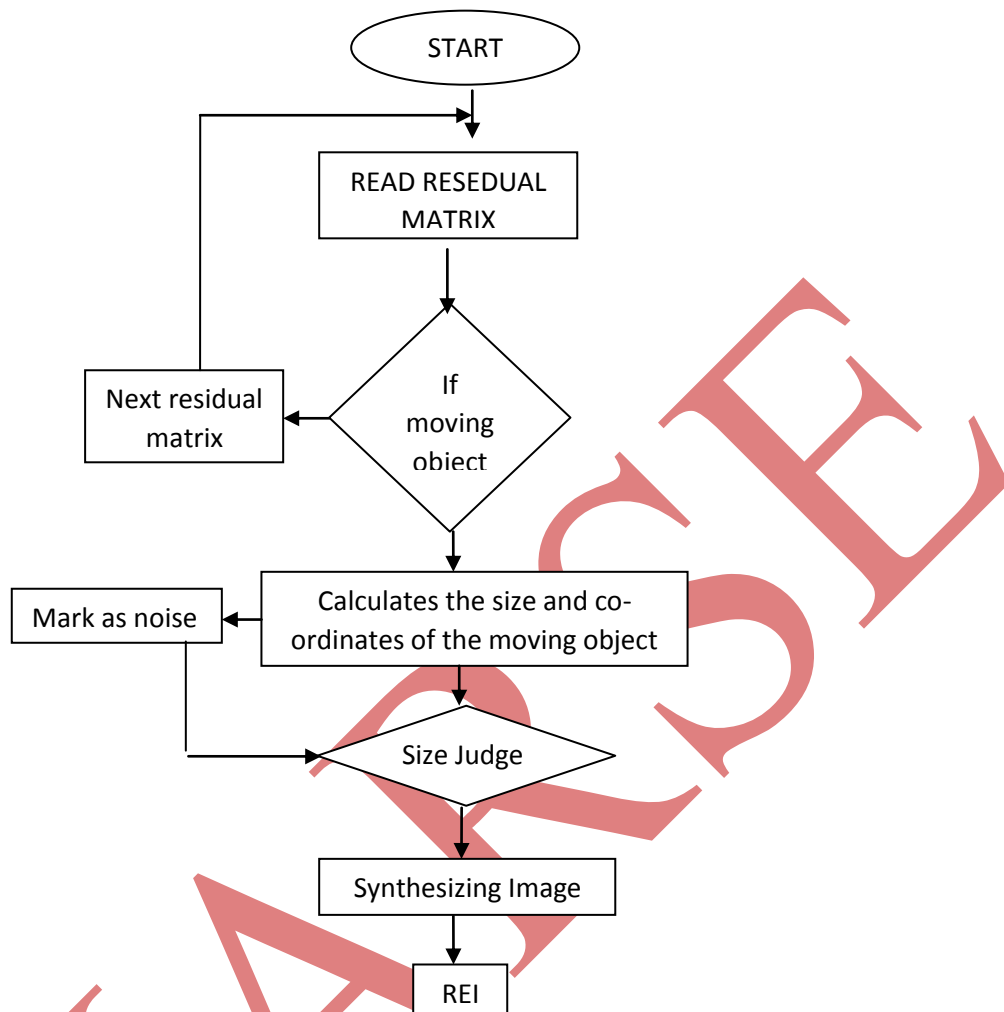 START
READ RESEDUAL
MATRIX
If
moving
object
Next residual
matrix
Calculates the size and co-
ordinates of the moving object
Mark as noise
Size Judge
Synthesizing Image
REI